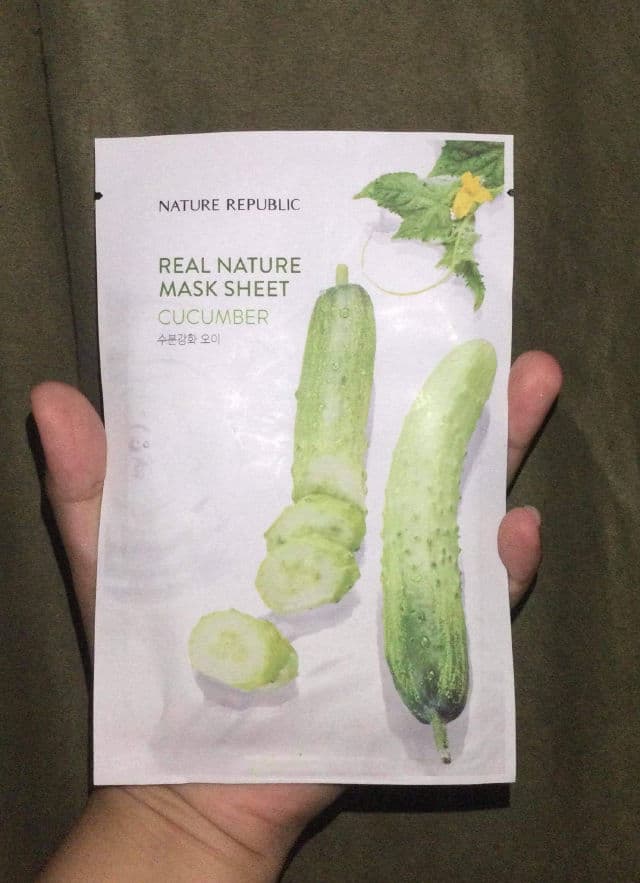 NATURE REPUBLIC
REAL NATURE
MASK SHEET
CUCUMBER
수분강화 오이